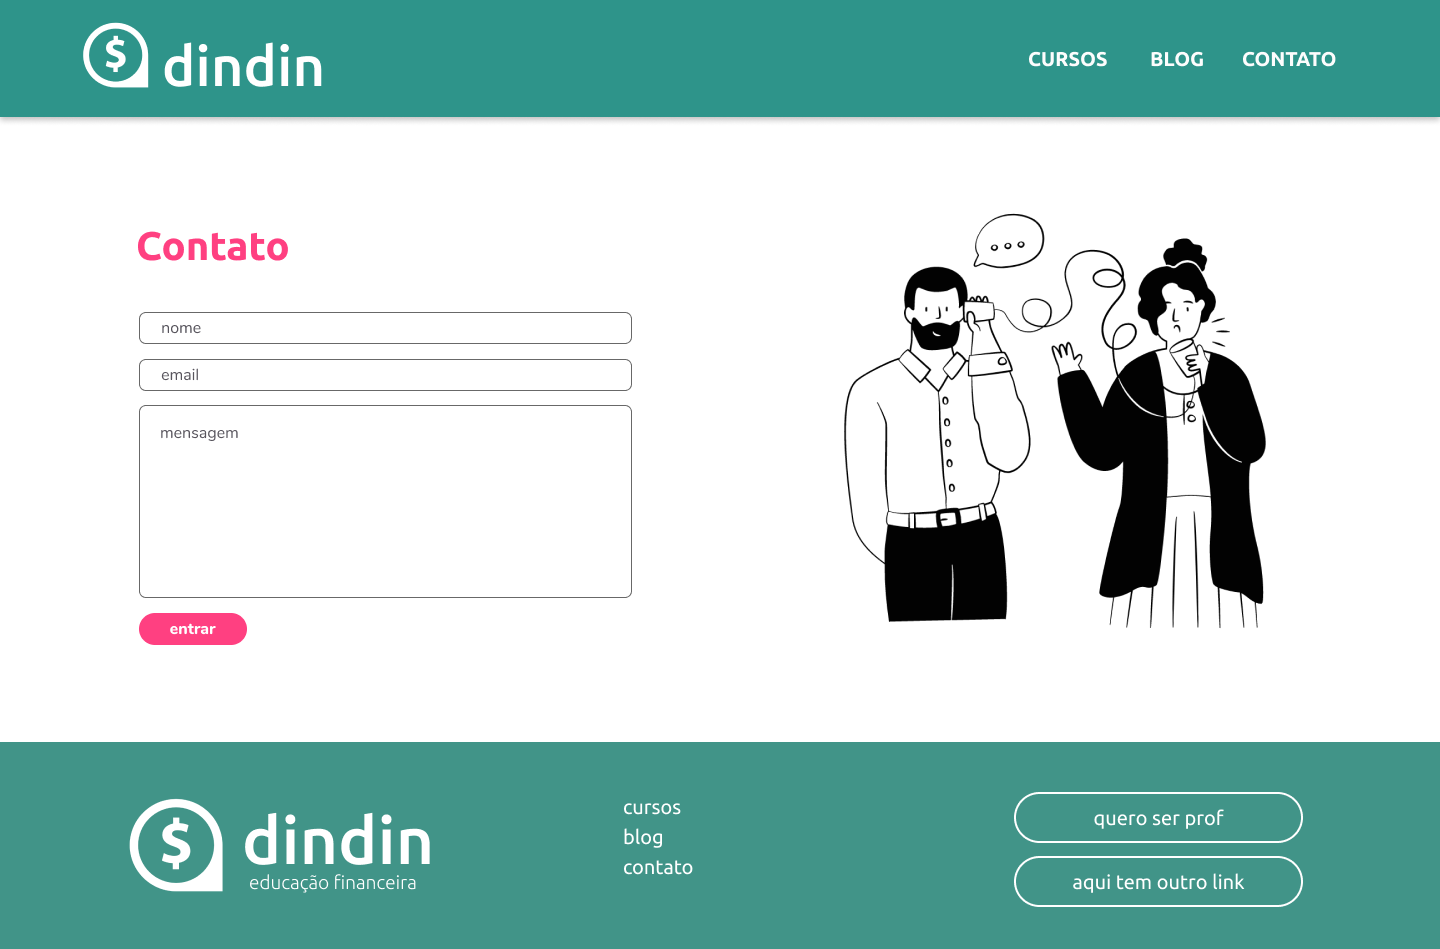 $ dindin
CURSOS BLOG CONTATO
Contato
nome
email
mensagem
entrar
$ dindin
educação financeira
cursos
blog
contato
quero ser prof
aqui tem outro link